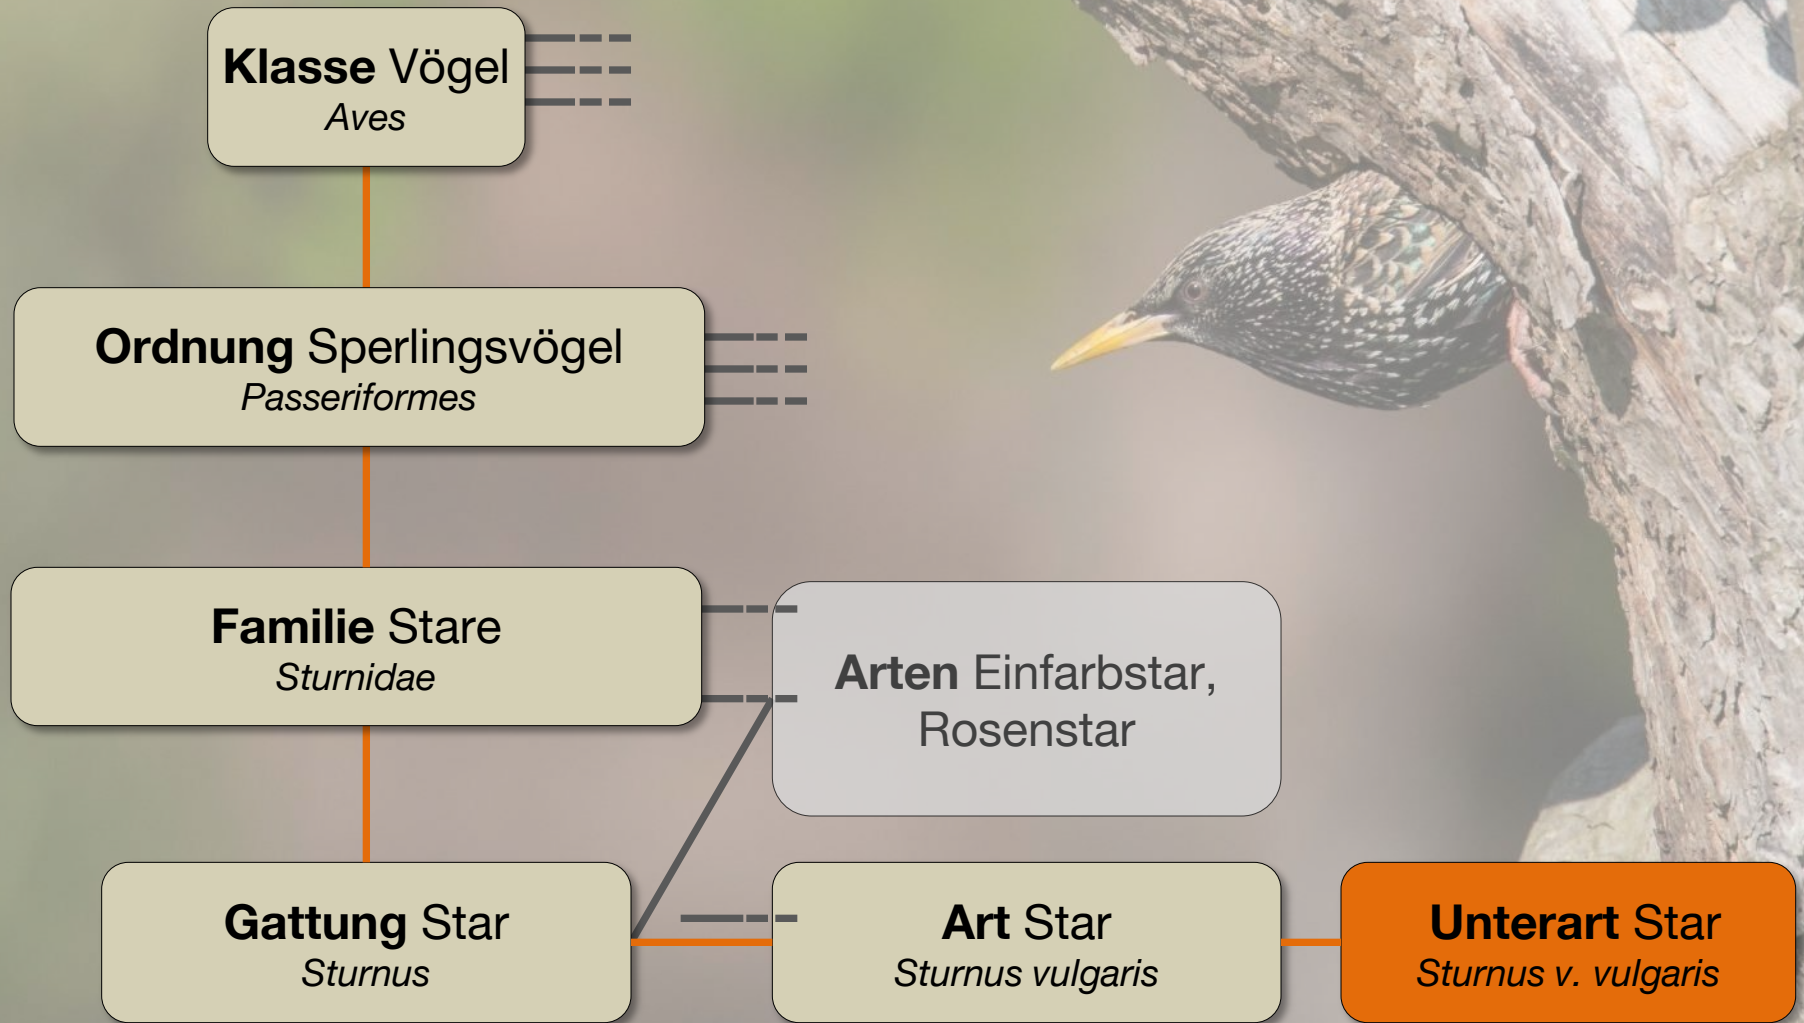 Klasse Vögel
Aves
Ordnung Sperlingsvögel
Passeriformes
Familie Stare
Sturnidae
Arten Einfarbstar,
Rosenstar
Gattung Star
Sturnus
Art Star
Sturnus vulgaris
Unterart Star
Sturnus v. vulgaris